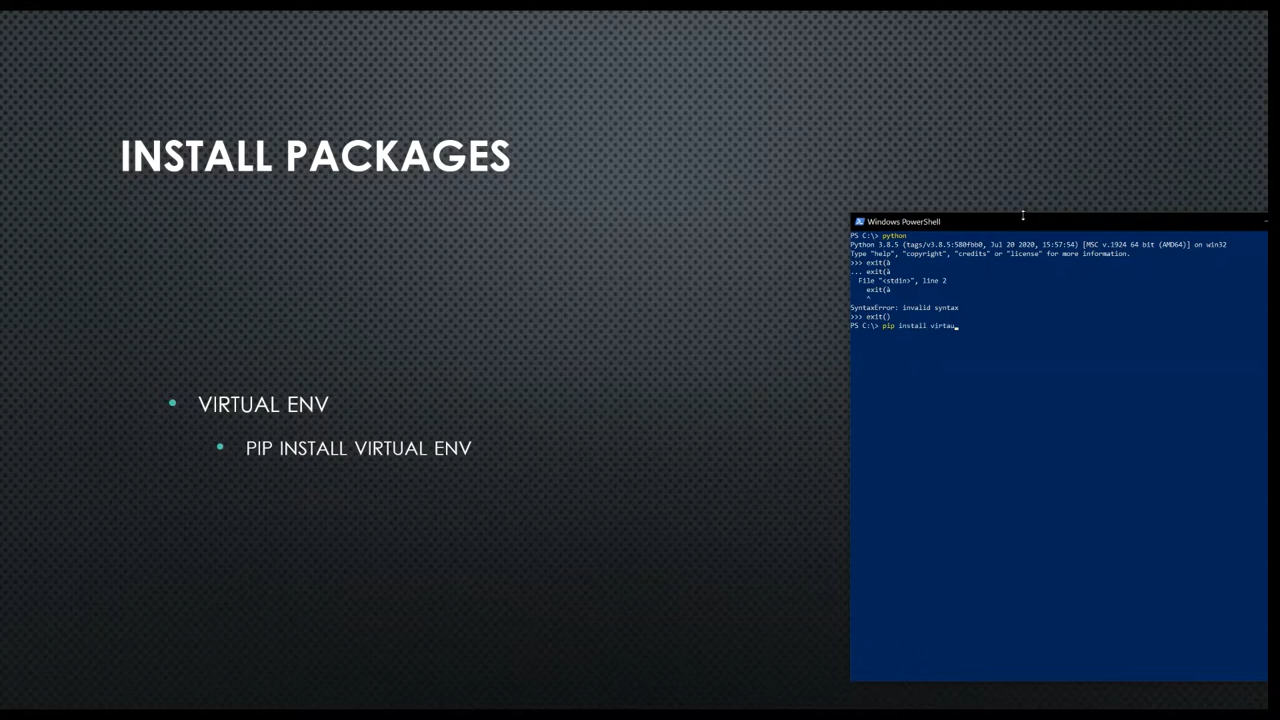 INSTALL PACKAGES
• VIRTUAL ENV
• PIP INSTALL VIRTUAL ENV
Windows PowerShell
PS C:\> python
Python 3.8.5 (tags/v3.8.5:580fbb0, Jul 20 2020, 15:57:54) [MSC v.1924 64 bit (AMD64)] on win32
Type "help", "copyright", "credits" or "license" for more information.
>>> exit(à
... exit(à
  File "<stdin>", line 2
    exit(à
    ^
SyntaxError: invalid syntax
>>> exit()
PS C:\> pip install virtau_